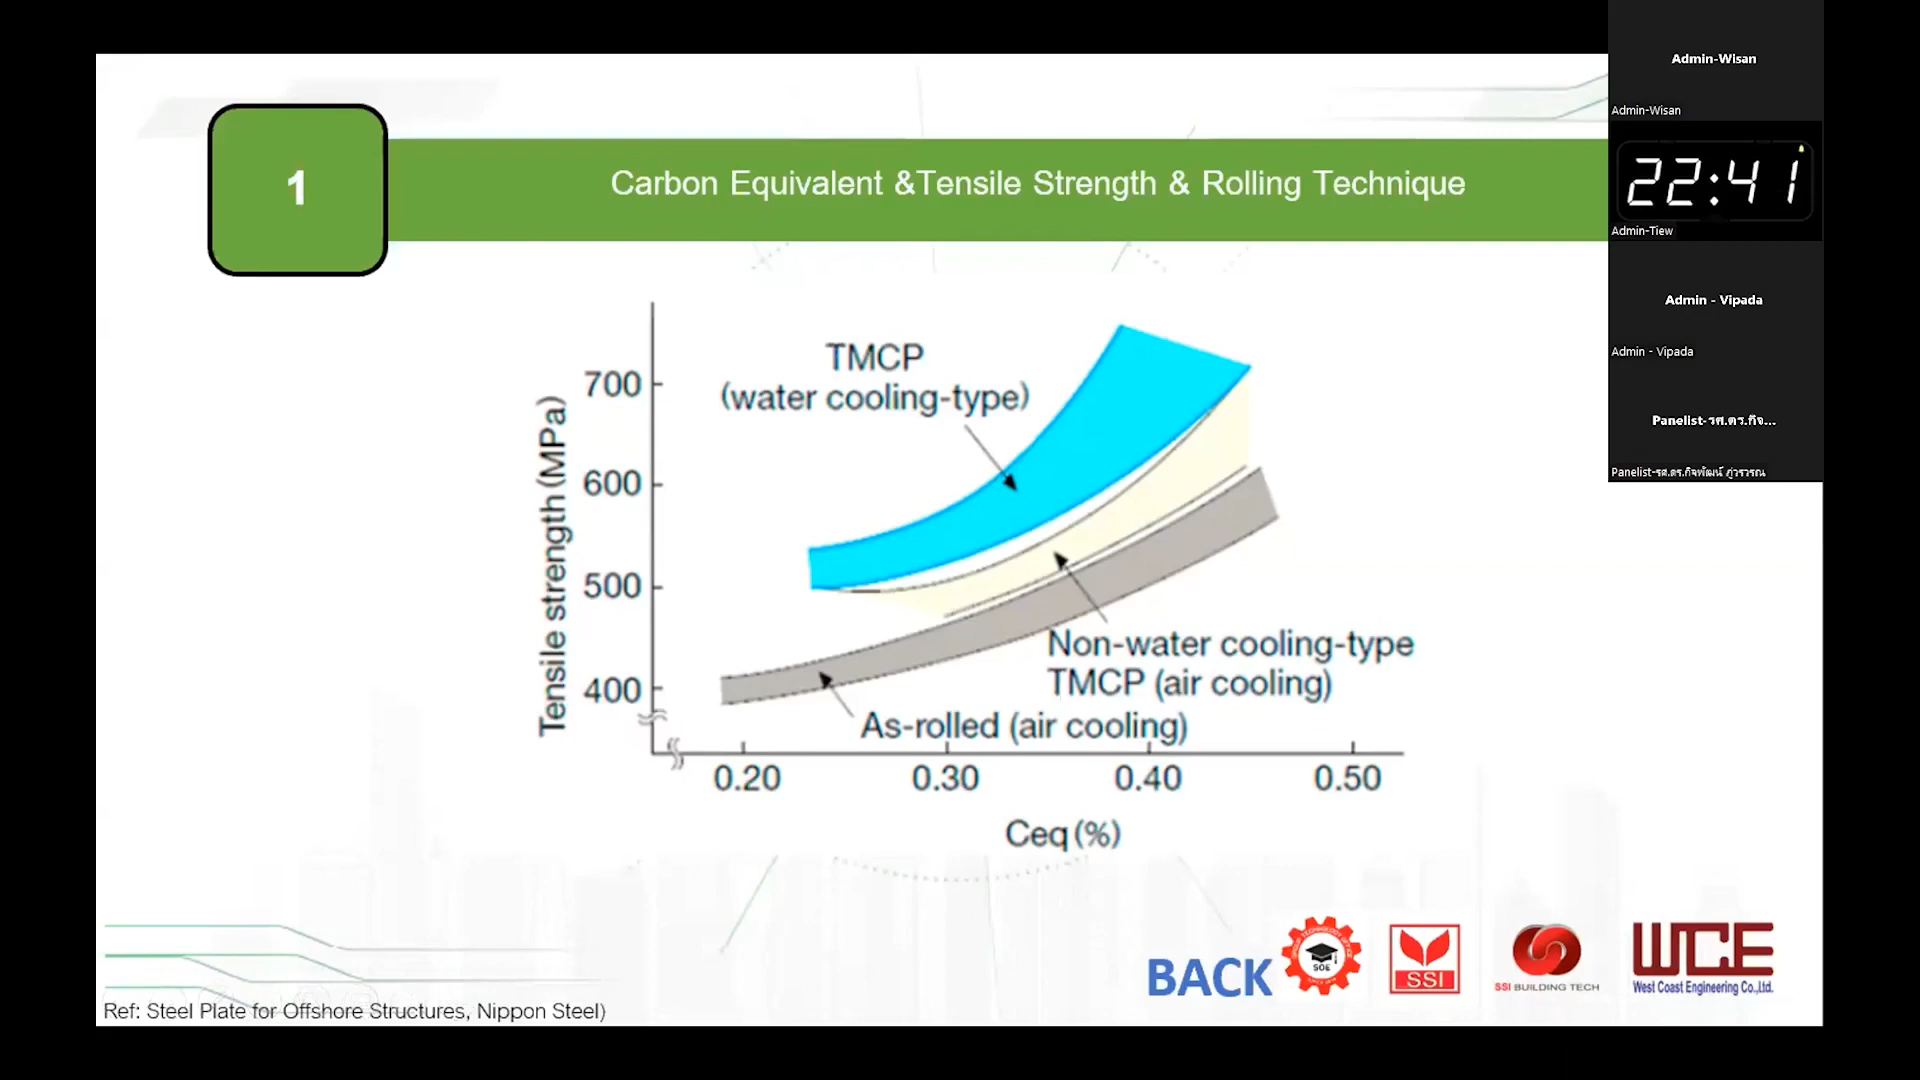 1
Carbon Equivalent &Tensile Strength & Rolling Technique
Tensile strength (MPa)
700
600
500
400
TMCP
(water cooling-type)
Non-water cooling-type
TMCP (air cooling)
As-rolled (air cooling)
0.20
0.30
0.40
0.50
Ceq (%)
BACK
SOE
SSI
SSI BUILDING TECH
WCE
West Coast Engineering Co.,Ltd.
Ref: Steel Plate for Offshore Structures, Nippon Steel)
Admin-Wisan
Admin-Wisan
22:41
Admin-Tiew
Admin - Vipada
Admin - Vipada
Panelist-รศ.ดร.กิจ...
Panelist-รศ.ดร.กิจพัฒน์ ภู่วรวรรณ